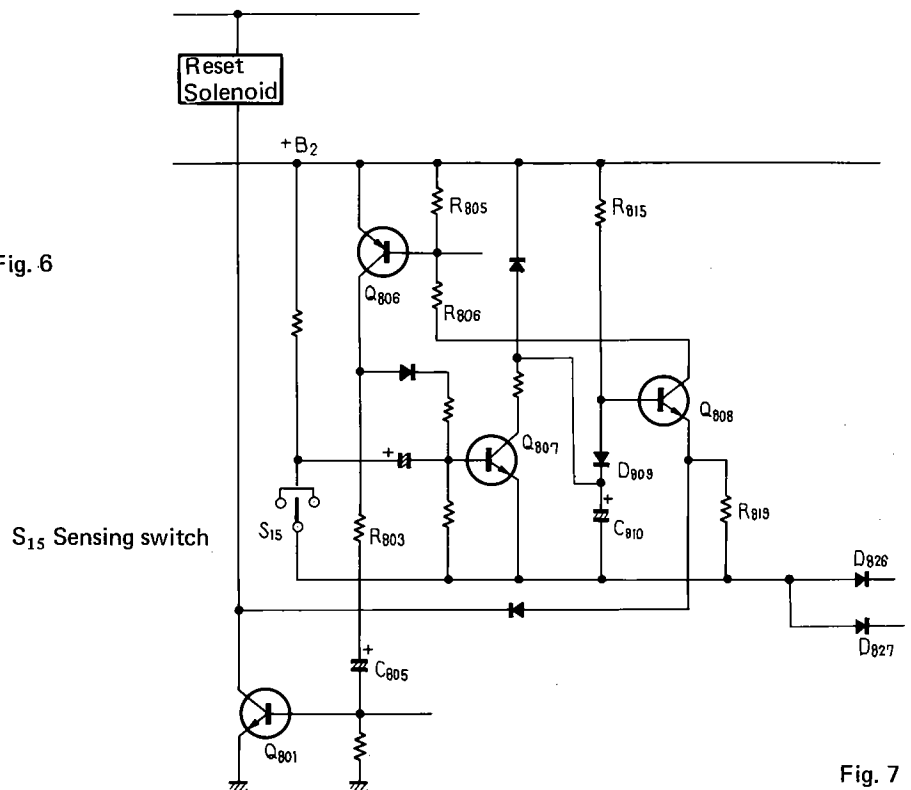 Reset
Solenoid
+B2
R805
R815
Fig. 6
Q806
R806
Q808
Q807
D809
+
+
S15
R803
C810
R819
S15 Sensing switch
D826
D827
+
C805
Q801
Fig. 7